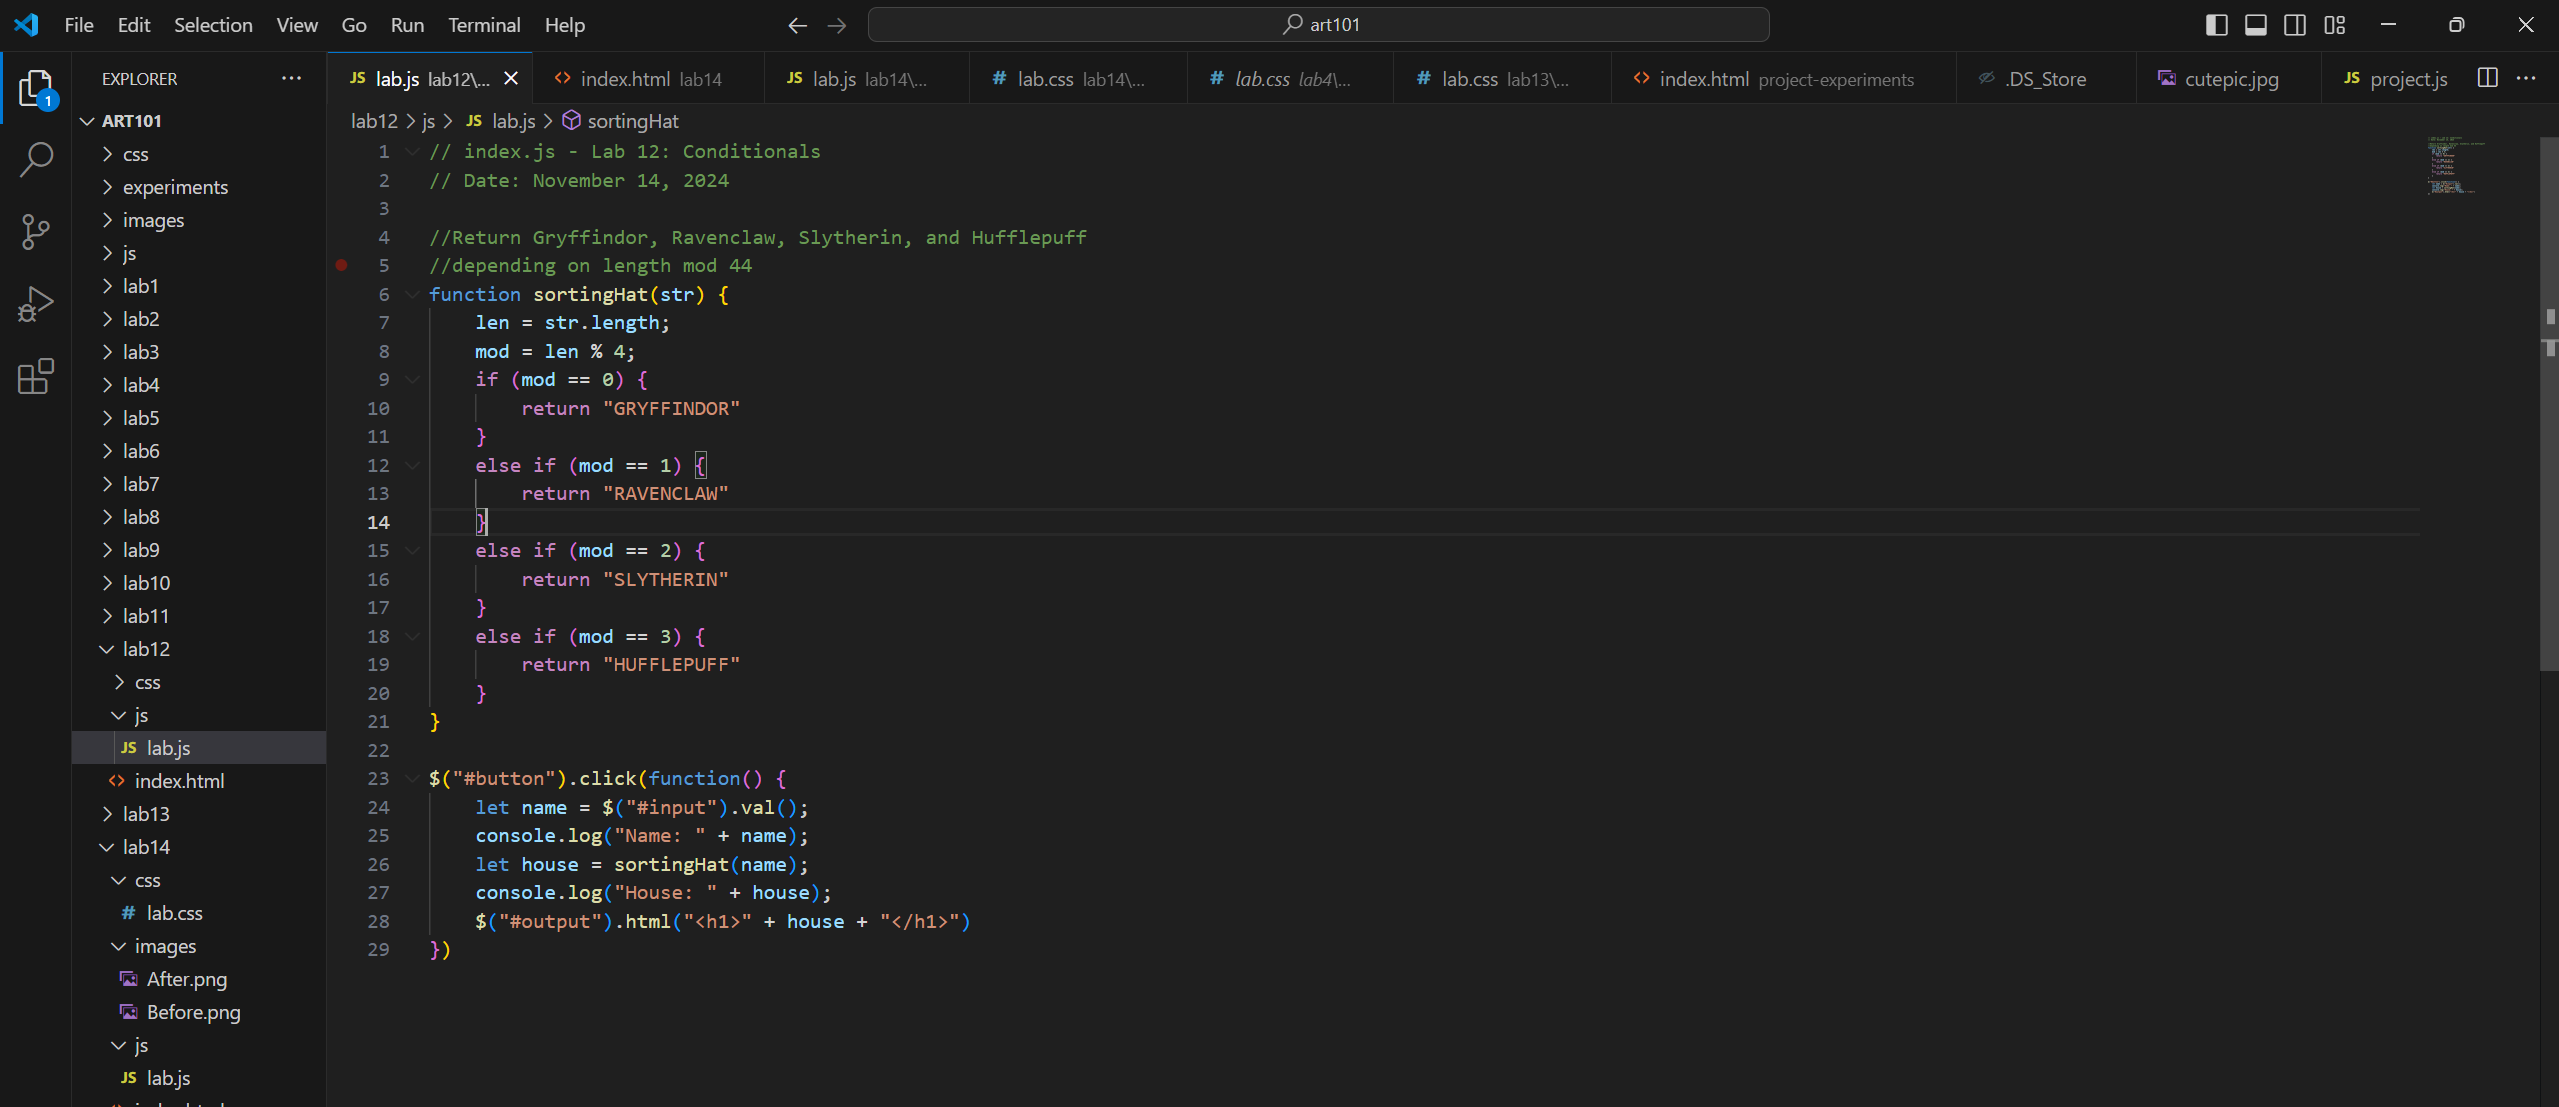 File Edit Selection View Go Run Terminal Help
art101
EXPLORER
JS lab.js lab12\...
<> index.html lab14
JS lab.js lab14\...
# lab.css lab14\...
# lab.css lab4\...
# lab.css lab13\...
<> index.html project-experiments
.DS_Store
cutepic.jpg
JS project.js
1
ART101
css
experiments
images
js
lab1
lab2
lab3
lab4
lab5
lab6
lab7
lab8
lab9
lab10
lab11
lab12
css
js
JS lab.js
<> index.html
lab13
lab14
css
# lab.css
images
After.png
Before.png
js
JS lab.js
lab12 > js > JS lab.js > sortingHat
1 // index.js - Lab 12: Conditionals
2 // Date: November 14, 2024
3
4 //Return Gryffindor, Ravenclaw, Slytherin, and Hufflepuff
5 //depending on length mod 44
6 function sortingHat(str) {
7 len = str.length;
8 mod = len % 4;
9 if (mod == 0) {
10 return "GRYFFINDOR"
11 }
12 else if (mod == 1) {
13 return "RAVENCLAW"
14 }
15 else if (mod == 2) {
16 return "SLYTHERIN"
17 }
18 else if (mod == 3) {
19 return "HUFFLEPUFF"
20 }
21 }
22
23 $("#button").click(function() {
24 let name = $("#input").val();
25 console.log("Name: " + name);
26 let house = sortingHat(name);
27 console.log("House: " + house);
28 $("#output").html("<h1>" + house + "</h1>")
29 })